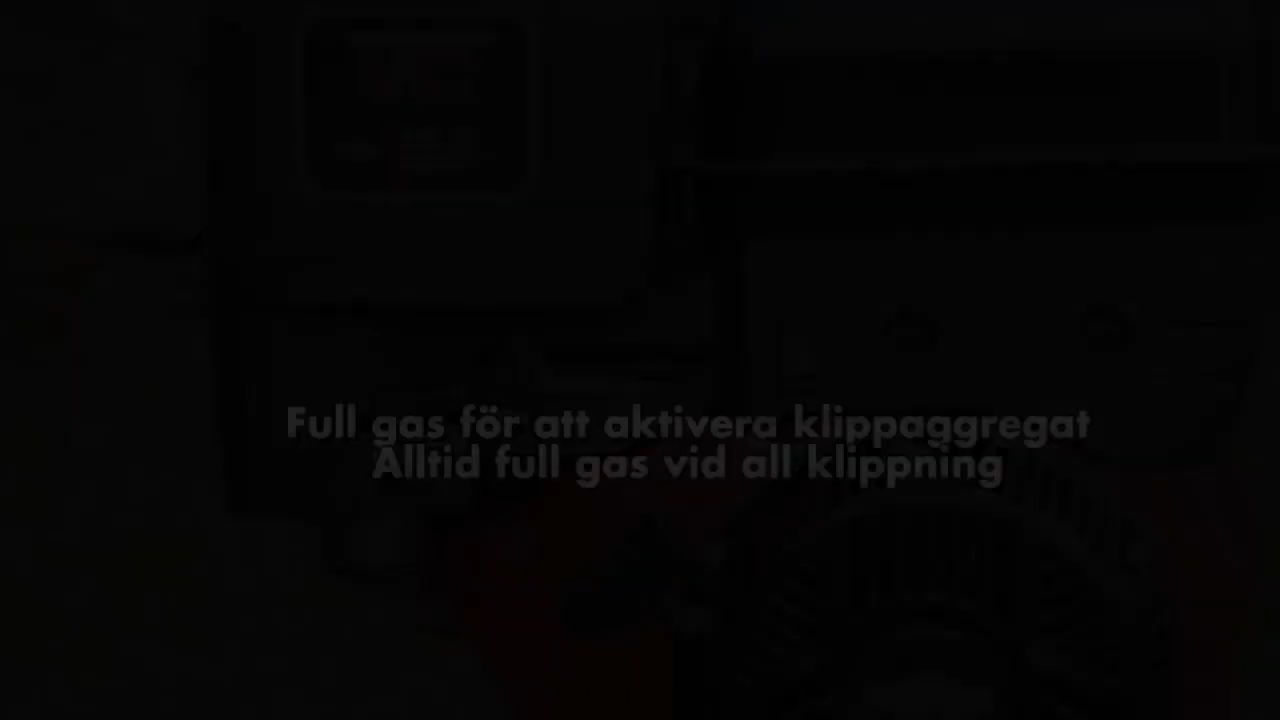 Full gas för att aktivera klippaggregat
Alltid full gas vid all klippning